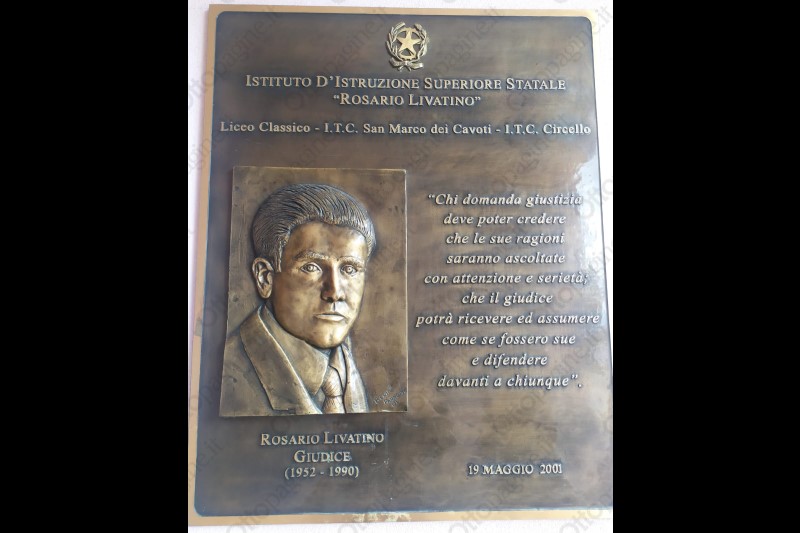 ISTITUTO D'ISTRUZIONE SUPERIORE STATALE
"ROSARIO LIVATINO"
Liceo Classico - I.T.C. San Marco dei Cavoti - I.T.C. Circello
"Chi domanda giustizia
deve poter credere
che le sue ragioni
saranno ascoltate
con attenzione e serietà;
che il giudice
potrà ricevere ed assumere
come se fossero sue
e difendere
davanti a chiunque".
ROSARIO LIVATINO
GIUDICE
(1952 - 1990)
19 MAGGIO 2001
Ottopagine.it